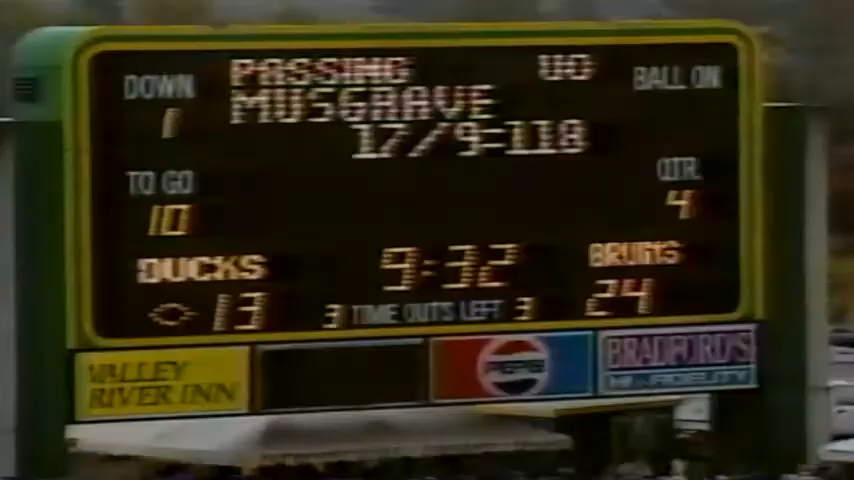 PASSING UO
MUSGRAVE
17/9=118
DOWN
1
BALL ON
TO GO
10
QTR.
4
DUCKS 9:32 BRUINS
13 3 TIME OUTS LEFT 3 24
VALLEY
RIVER INN
PEPSI
BRADFORD'S
HI-FIDELITY